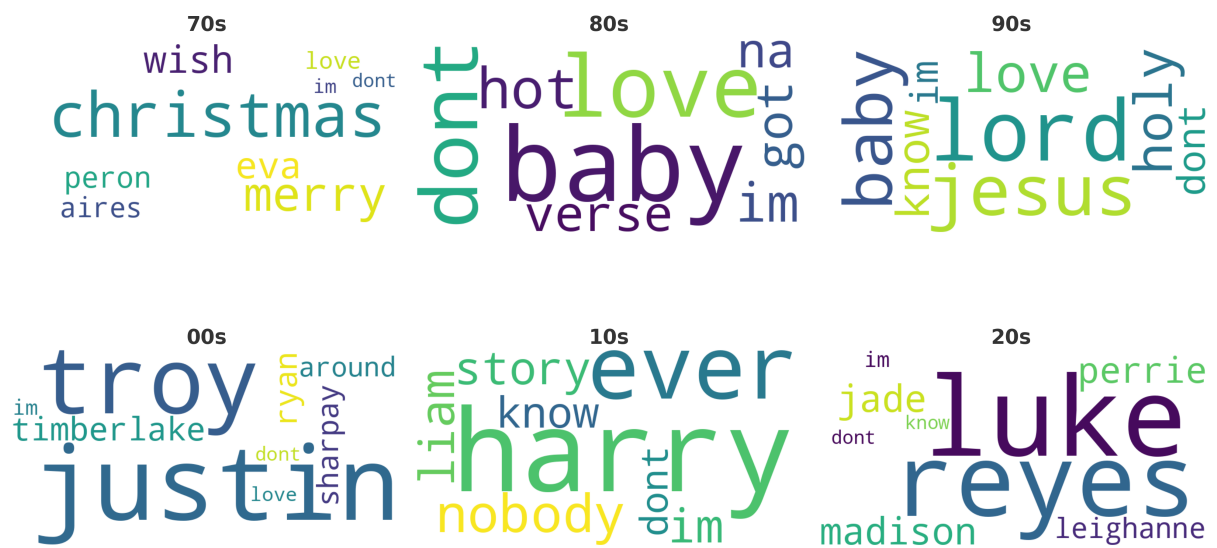 70s
wish
love
im
dont
christmas
eva
peron
merry
aires
80s
dont
hot
love
na
got
baby
verse
im
90s
baby
im
love
holy
know
lord
dont
jesus
00s
troy
ryan
around
im
timberlake
sharpay
dont
justin
love
10s
liam
story
ever
know
harry
nobody
dont
im
20s
im
perrie
jade
luke
know
dont
reyes
madison
leighanne